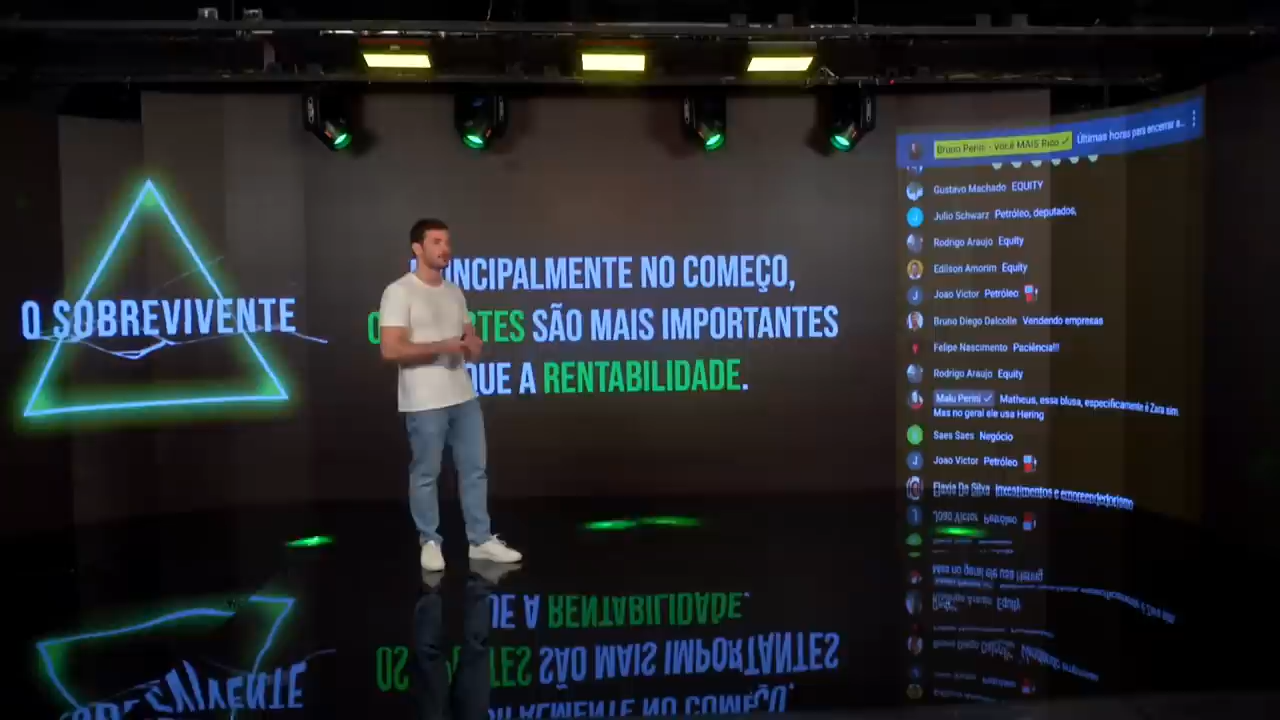 O SOBREVIVENTE
NO COMEÇO,
SÃO MAIS IMPORTANTES
QUE A RENTABILIDADE.
Bruno Perini - você MAIS Rico ✓ Últimas horas para encerrar a...
Gustavo Machado EQUITY
Julio Schwarz Petróleo, deputados,
Rodrigo Araujo Equity
Edilson Amorim Equity
Joao Victor Petróleo
Bruno Diego Dalcolle Vendendo empresas
Felipe Nascimento Paciência!!!
Rodrigo Araujo Equity
Malu Perini ✓ Matheus, essa blusa, especificamente é Zara sim.
Mas no geral ele usa Hering
Saes Saes Negócio
Joao Victor Petróleo
Flavia Da Silva Investimentos e empreendedorismo